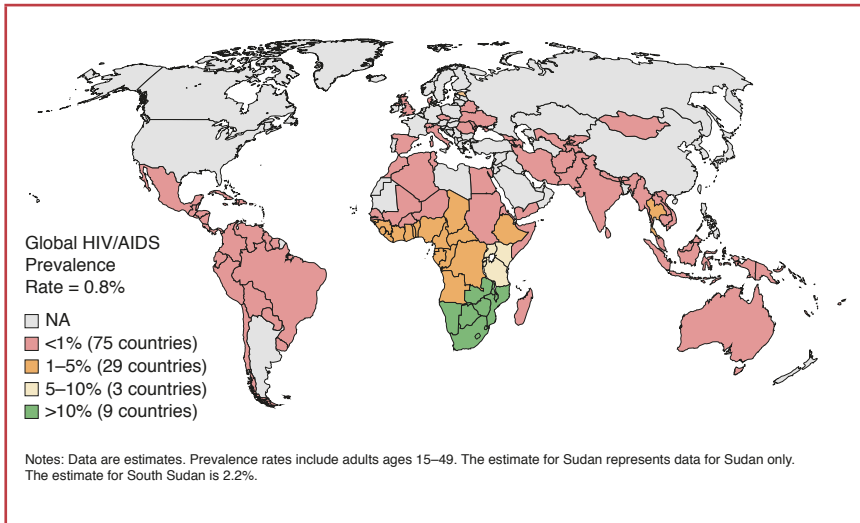 Global HIV/AIDS
Prevalence
Rate = 0.8%
NA
<1% (75 countries)
1–5% (29 countries)
5–10% (3 countries)
>10% (9 countries)
Notes: Data are estimates. Prevalence rates include adults ages 15–49. The estimate for Sudan represents data for Sudan only.
The estimate for South Sudan is 2.2%.